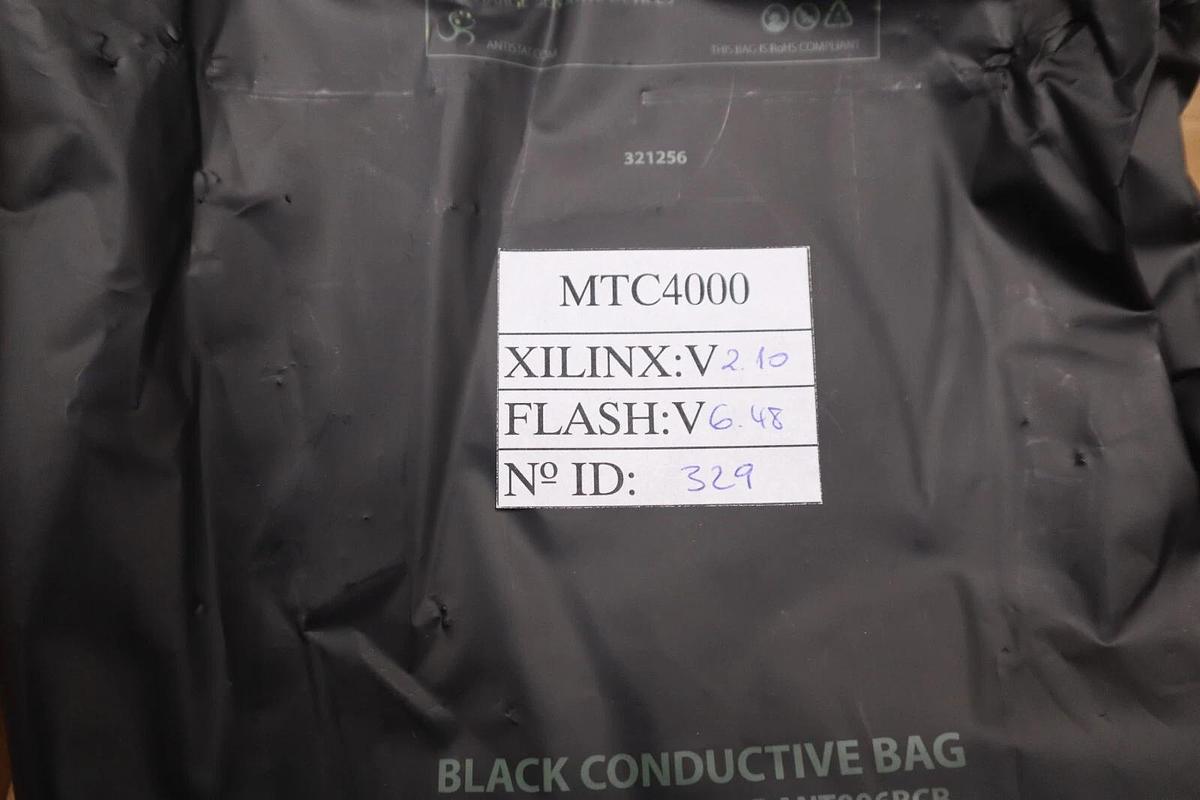 ANTISTAT.COM
THIS BAG IS RoHS COMPLIANT
321256
MTC4000
XILINX:V2.10
FLASH:V6.48
Nº ID: 329
BLACK CONDUCTIVE BAG